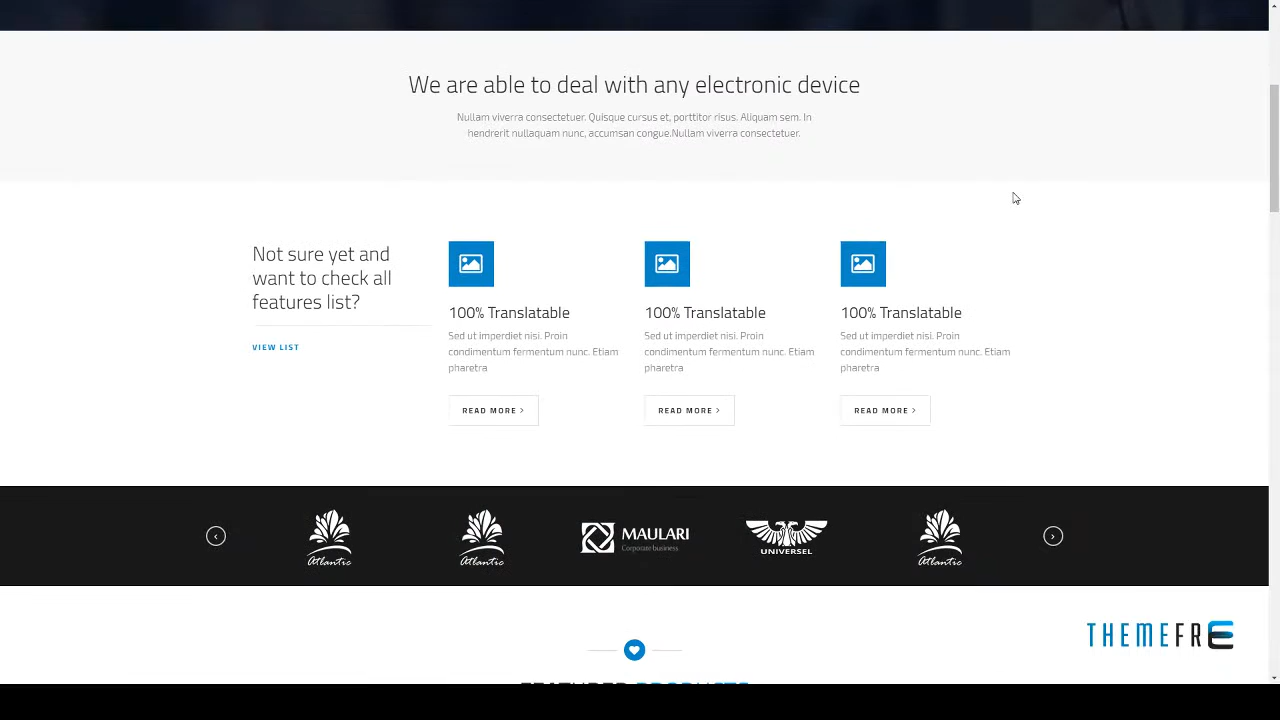 We are able to deal with any electronic device
Nullam viverra consectetuer. Quisque cursus et, porttitor risus. Aliquam sem. In
hendrerit nullaquam nunc, accumsan congue.Nullam viverra consectetuer.
Not sure yet and
want to check all
features list?
VIEW LIST
100% Translatable
Sed ut imperdiet nisi. Proin
condimentum fermentum nunc. Etiam
pharetra
READ MORE >
100% Translatable
Sed ut imperdiet nisi. Proin
condimentum fermentum nunc. Etiam
pharetra
READ MORE >
100% Translatable
Sed ut imperdiet nisi. Proin
condimentum fermentum nunc. Etiam
pharetra
READ MORE >
Atlantic
Atlantic
MAULARI
Corporate business
UNIVERSEL
Atlantic
THEMEFRE
FEATURED PRODUCTS